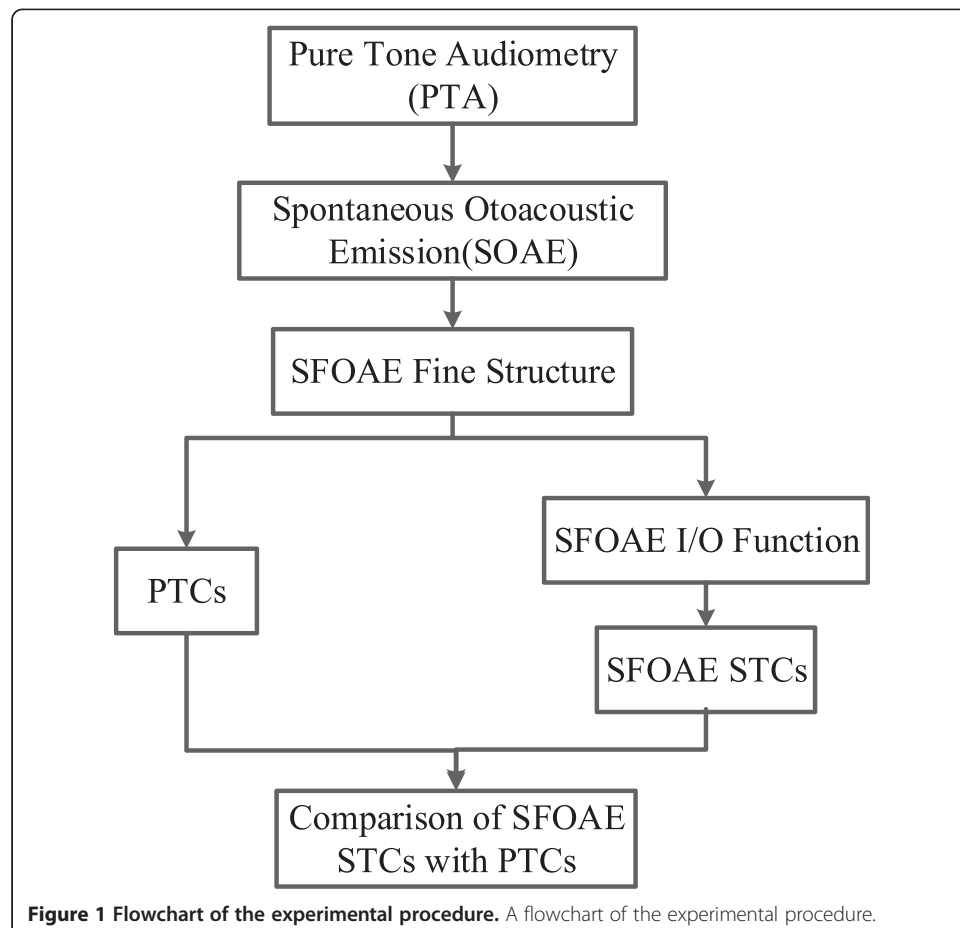 Pure Tone Audiometry
(PTA)
Spontaneous Otoacoustic
Emission(SOAE)
SFOAE Fine Structure
SFOAE I/O Function
PTCs
SFOAE STCs
Comparison of SFOAE
STCs with PTCs
Figure 1 Flowchart of the experimental procedure. A flowchart of the experimental procedure.